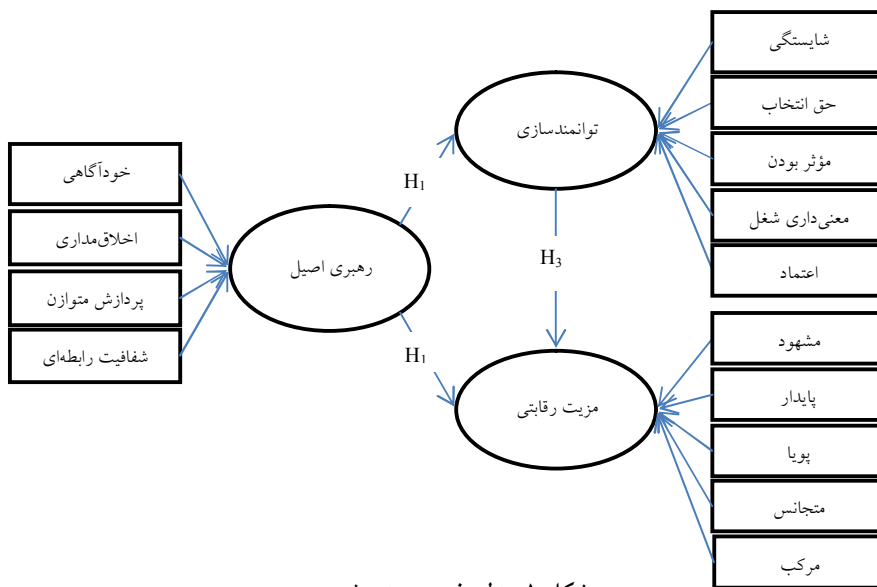 شایستگی
حق انتخاب
مؤثر بودن
معنی‌داری شغل
اعتماد
توانمندسازی
خودآگاهی
اخلاق‌مداری
پردازش متوازن
شفافیت رابطه‌ای
رهبری اصیل
H₁
H₃
H₁
مزیت رقابتی
مشهود
پایدار
پویا
متجانس
مرکب